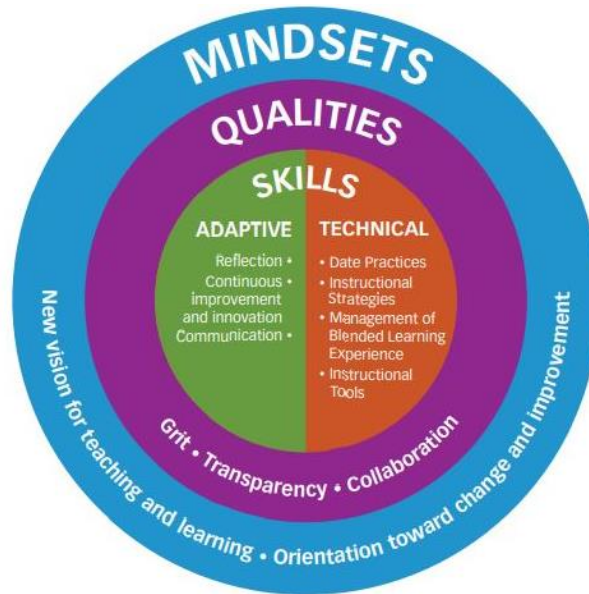 MINDSETS
QUALITIES
SKILLS
ADAPTIVE
Reflection •
Continuous •
improvement
and innovation
Communication •
TECHNICAL
• Date Practices
• Instructional
Strategies
• Management of
Blended Learning
Experience
• Instructional
Tools
Grit • Transparency • Collaboration
New vision for teaching and learning • Orientation toward change and improvement